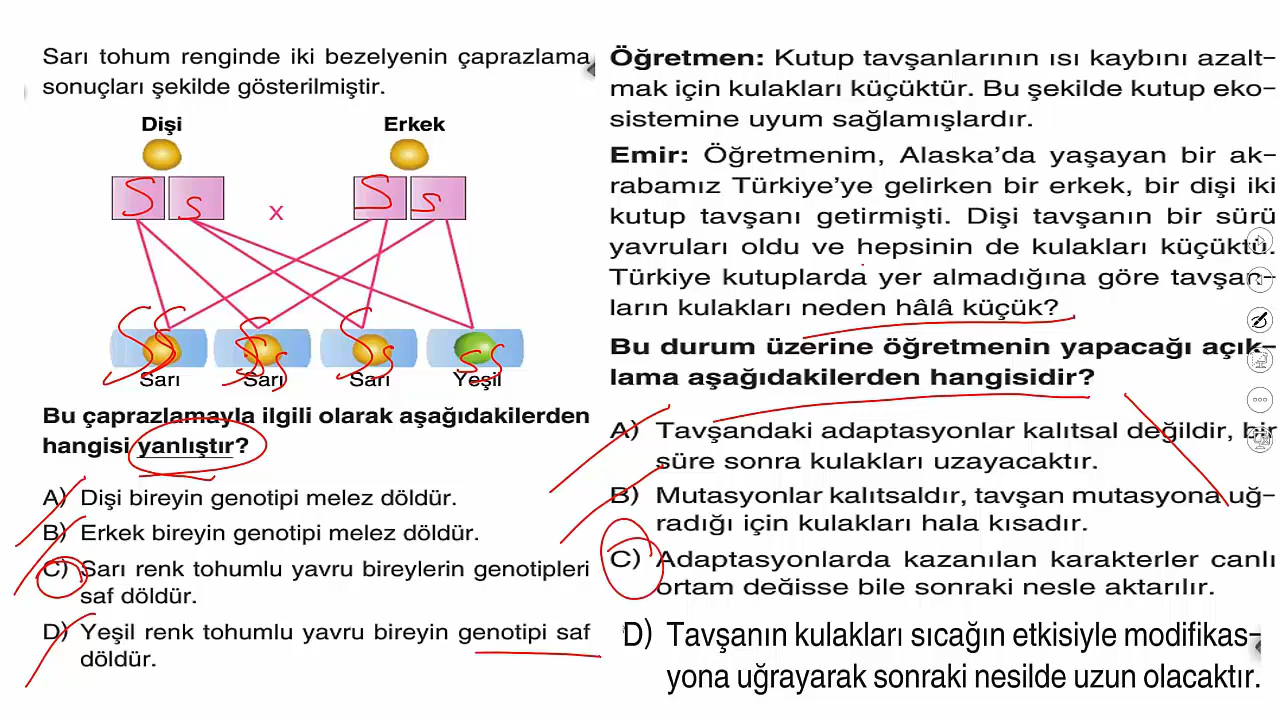 Sarı tohum renginde iki bezelyenin çaprazlama
sonuçları şekilde gösterilmiştir.
Dişi
Erkek
S
s
x
S
s
SS
Ss
Ss
ss
Sarı
Sarı
Sarı
Yeşil
Bu çaprazlamayla ilgili olarak aşağıdakilerden
hangisi yanlıştır?
A) Dişi bireyin genotipi melez döldür.
B) Erkek bireyin genotipi melez döldür.
C) Sarı renk tohumlu yavru bireylerin genotipleri
saf döldür.
D) Yeşil renk tohumlu yavru bireyin genotipi saf
döldür.
Öğretmen: Kutup tavşanlarının ısı kaybını azalt-
mak için kulakları küçüktür. Bu şekilde kutup eko-
sistemine uyum sağlamışlardır.
Emir: Öğretmenim, Alaska’da yaşayan bir ak-
rabamız Türkiye’ye gelirken bir erkek, bir dişi iki
kutup tavşanı getirmişti. Dişi tavşanın bir sürü
yavruları oldu ve hepsinin de kulakları küçüktü.
Türkiye kutuplarda yer almadığına göre tavşan-
ların kulakları neden hâlâ küçük?
Bu durum üzerine öğretmenin yapacağı açık-
lama aşağıdakilerden hangisidir?
A) Tavşandaki adaptasyonlar kalıtsal değildir, bir
süre sonra kulakları uzayacaktır.
B) Mutasyonlar kalıtsaldır, tavşan mutasyona uğ-
radığı için kulakları hala kısadır.
C) Adaptasyonlarda kazanılan karakterler canlı
ortam değişse bile sonraki nesle aktarılır.
D) Tavşanın kulakları sıcağın etkisiyle modifikas-
yona uğrayarak sonraki nesilde uzun olacaktır.